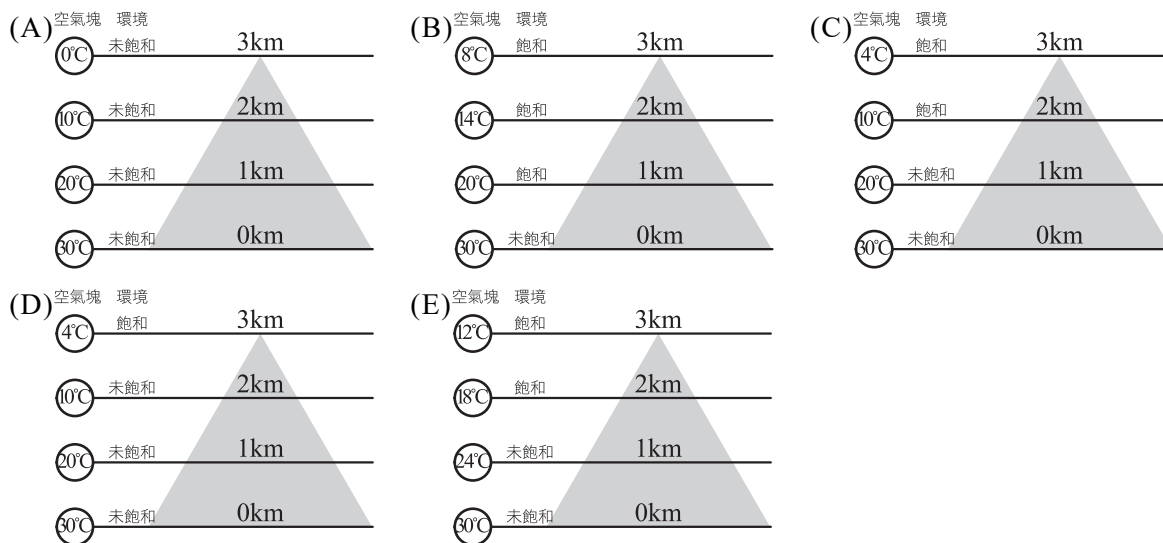 (A) 空氣塊 環境
0℃ 未飽和 3km
10℃ 未飽和 2km
20℃ 未飽和 1km
30℃ 未飽和 0km
(B) 空氣塊 環境
8℃ 飽和 3km
14℃ 飽和 2km
20℃ 飽和 1km
30℃ 未飽和 0km
(C) 空氣塊 環境
4℃ 飽和 3km
10℃ 飽和 2km
20℃ 未飽和 1km
30℃ 未飽和 0km
(D) 空氣塊 環境
4℃ 飽和 3km
10℃ 未飽和 2km
20℃ 未飽和 1km
30℃ 未飽和 0km
(E) 空氣塊 環境
12℃ 飽和 3km
18℃ 飽和 2km
24℃ 未飽和 1km
30℃ 未飽和 0km